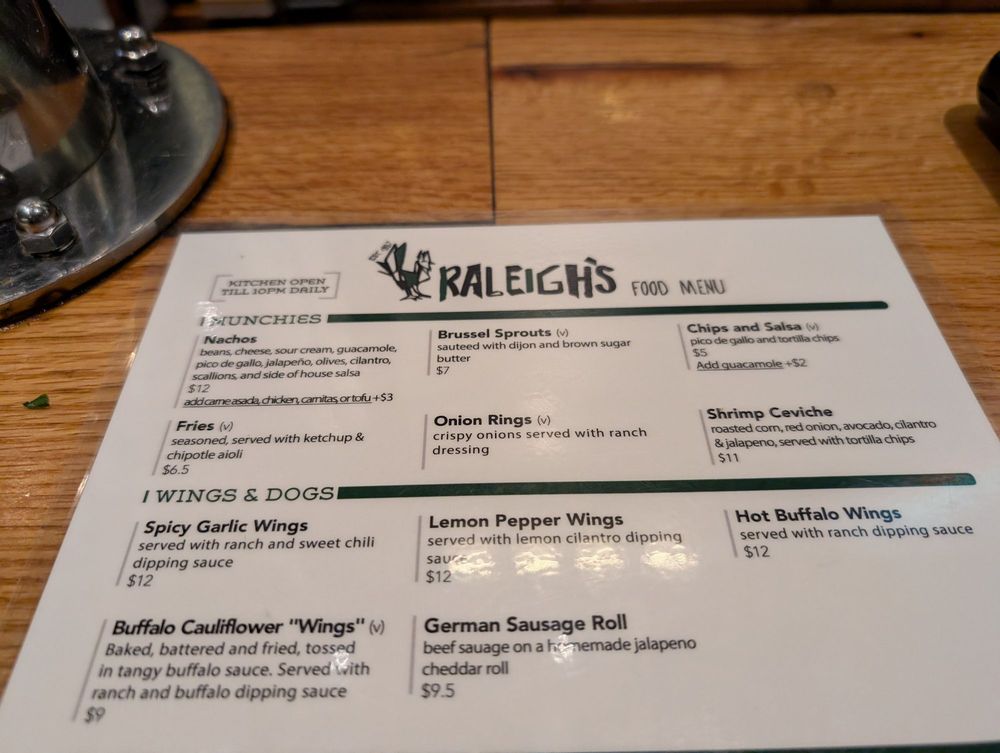 KITCHEN OPEN
TILL 10PM DAILY
RALEIGH'S FOOD MENU
MUNCHIES
Nachos
beans, cheese, sour cream, guacamole,
pico de gallo, jalapeño, olives, cilantro,
scallions, and side of house salsa
$12
add carne asada, chicken, carnitas, or tofu +$3
Brussel Sprouts (v)
sauteed with dijon and brown sugar
butter
$7
Chips and Salsa (v)
pico de gallo and tortilla chips
$5
Add guacamole +$2
Fries (v)
seasoned, served with ketchup &
chipotle aioli
$6.5
Onion Rings (v)
crispy onions served with ranch
dressing
Shrimp Ceviche
roasted corn, red onion, avocado, cilantro
& jalapeno, served with tortilla chips
$11
WINGS & DOGS
Spicy Garlic Wings
served with ranch and sweet chili
dipping sauce
$12
Lemon Pepper Wings
served with lemon cilantro dipping
sauce
$12
Hot Buffalo Wings
served with ranch dipping sauce
$12
Buffalo Cauliflower "Wings" (v)
Baked, battered and fried, tossed
in tangy buffalo sauce. Served with
ranch and buffalo dipping sauce
$9
German Sausage Roll
beef sauage on a homemade jalapeno
cheddar roll
$9.5